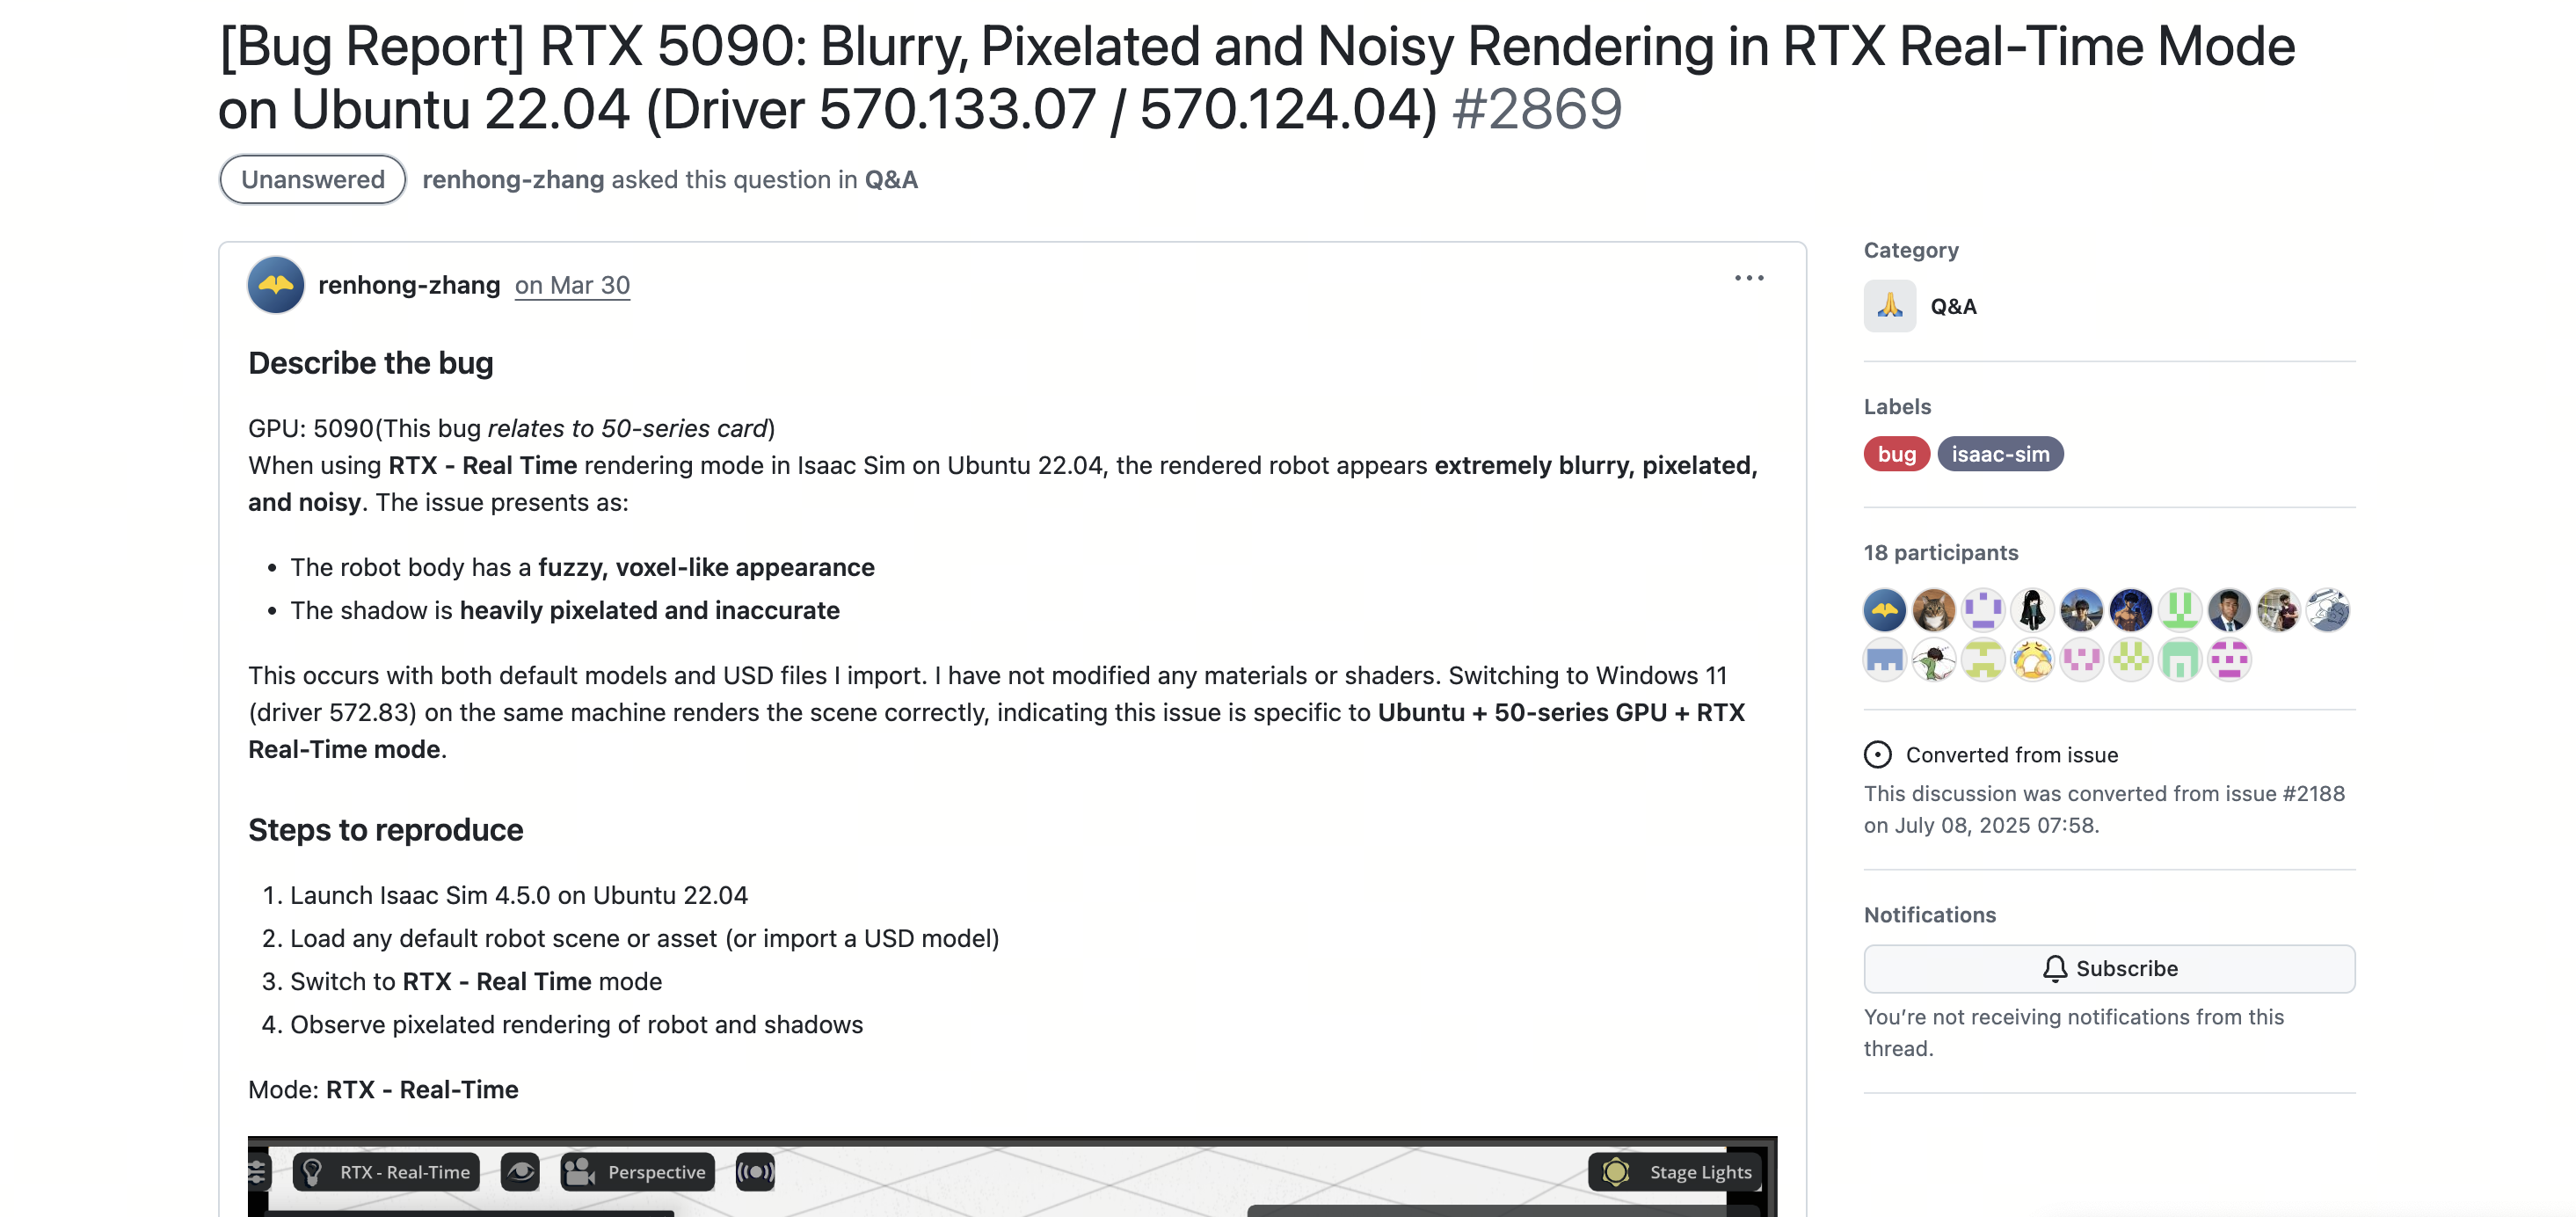 [Bug Report] RTX 5090: Blurry, Pixelated and Noisy Rendering in RTX Real-Time Mode
on Ubuntu 22.04 (Driver 570.133.07 / 570.124.04) #2869
Unanswered renhong-zhang asked this question in Q&A
renhong-zhang on Mar 30
Describe the bug
GPU: 5090(This bug relates to 50-series card)
When using RTX - Real Time rendering mode in Isaac Sim on Ubuntu 22.04, the rendered robot appears extremely blurry, pixelated,
and noisy. The issue presents as:
• The robot body has a fuzzy, voxel-like appearance
• The shadow is heavily pixelated and inaccurate
This occurs with both default models and USD files I import. I have not modified any materials or shaders. Switching to Windows 11
(driver 572.83) on the same machine renders the scene correctly, indicating this issue is specific to Ubuntu + 50-series GPU + RTX
Real-Time mode.
Steps to reproduce
1. Launch Isaac Sim 4.5.0 on Ubuntu 22.04
2. Load any default robot scene or asset (or import a USD model)
3. Switch to RTX - Real Time mode
4. Observe pixelated rendering of robot and shadows
Mode: RTX - Real-Time
RTX - Real-Time Perspective Stage Lights
Category
Q&A
Labels
bug isaac-sim
18 participants
Converted from issue
This discussion was converted from issue #2188
on July 08, 2025 07:58.
Notifications
Subscribe
You’re not receiving notifications from this
thread.